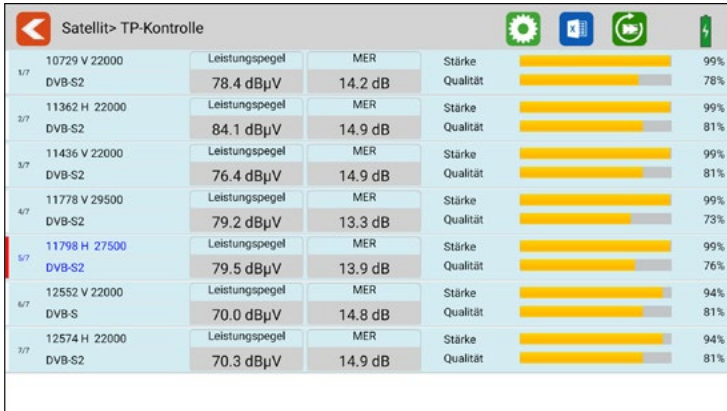 Satellit> TP-Kontrolle
1/7 10729 V 22000 Leistungspegel MER Stärke 99%
DVB-S2 78.4 dBµV 14.2 dB Qualität 78%
2/7 11362 H 22000 Leistungspegel MER Stärke 99%
DVB-S2 84.1 dBµV 14.9 dB Qualität 81%
3/7 11436 V 22000 Leistungspegel MER Stärke 99%
DVB-S2 76.4 dBµV 14.9 dB Qualität 81%
4/7 11778 V 29500 Leistungspegel MER Stärke 99%
DVB-S2 79.2 dBµV 13.3 dB Qualität 73%
5/7 11798 H 27500 Leistungspegel MER Stärke 99%
DVB-S2 79.5 dBµV 13.9 dB Qualität 76%
6/7 12552 V 22000 Leistungspegel MER Stärke 94%
DVB-S 70.0 dBµV 14.8 dB Qualität 81%
7/7 12574 H 22000 Leistungspegel MER Stärke 94%
DVB-S2 70.3 dBµV 14.9 dB Qualität 81%